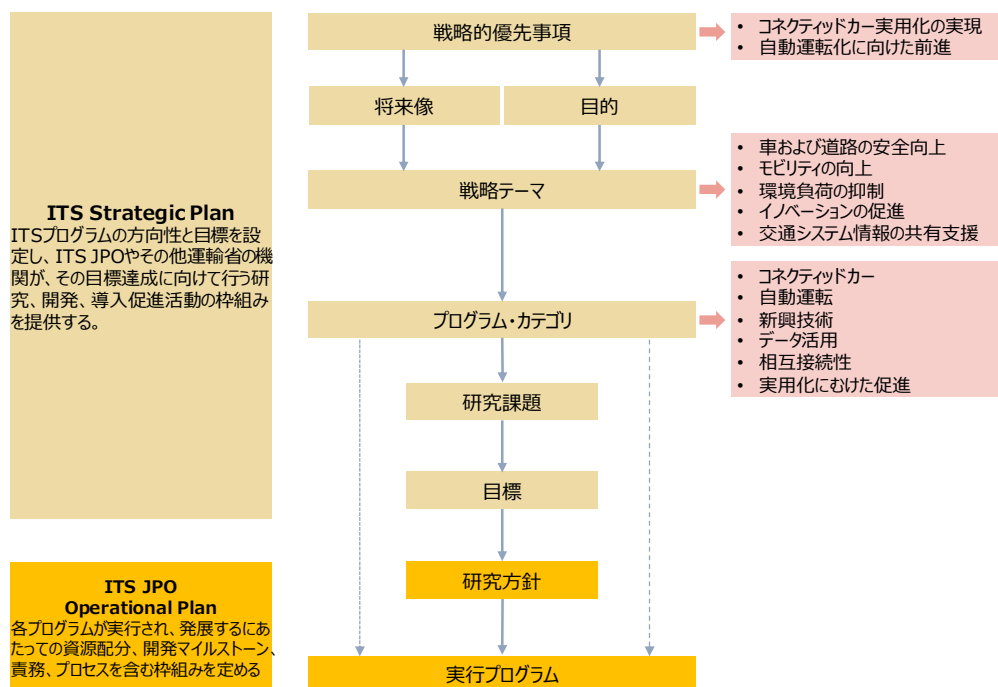 戦略的優先事項
• コネクティッドカー実用化の実現
• 自動運転化に向けた前進
将来像
目的
戦略テーマ
• 車および道路の安全向上
• モビリティの向上
• 環境負荷の抑制
• イノベーションの促進
• 交通システム情報の共有支援
ITS Strategic Plan
ITSプログラムの方向性と目標を設
定し、ITS JPOやその他運輸省の機
関が、その目標達成に向けて行う研
究、開発、導入促進活動の枠組み
を提供する。
プログラム・カテゴリ
• コネクティッドカー
• 自動運転
• 新興技術
• データ活用
• 相互接続性
• 実用化にむけた促進
研究課題
目標
ITS JPO
Operational Plan
各プログラムが実行され、発展するにあ
たっての資源配分、開発マイルストーン、
責務、プロセスを含む枠組みを定める
研究方針
実行プログラム